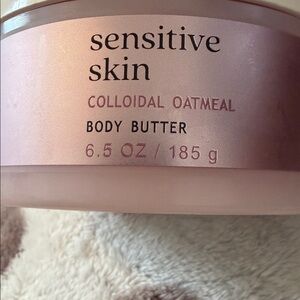 sensitive
skin
COLLOIDAL OATMEAL
BODY BUTTER
6.5 OZ / 185 g